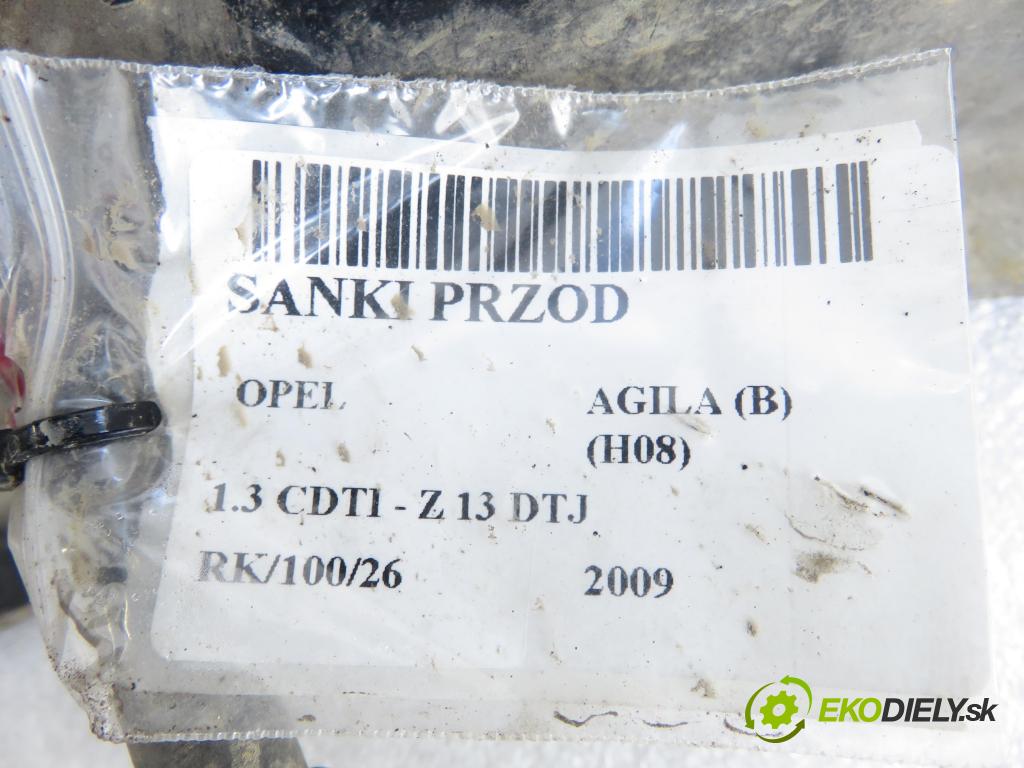 SANKI PRZOD
OPEL AGILA (B)
(H08)
1.3 CDTI - Z 13 DTJ
RK/100/26 2009
EKODIELY.sk